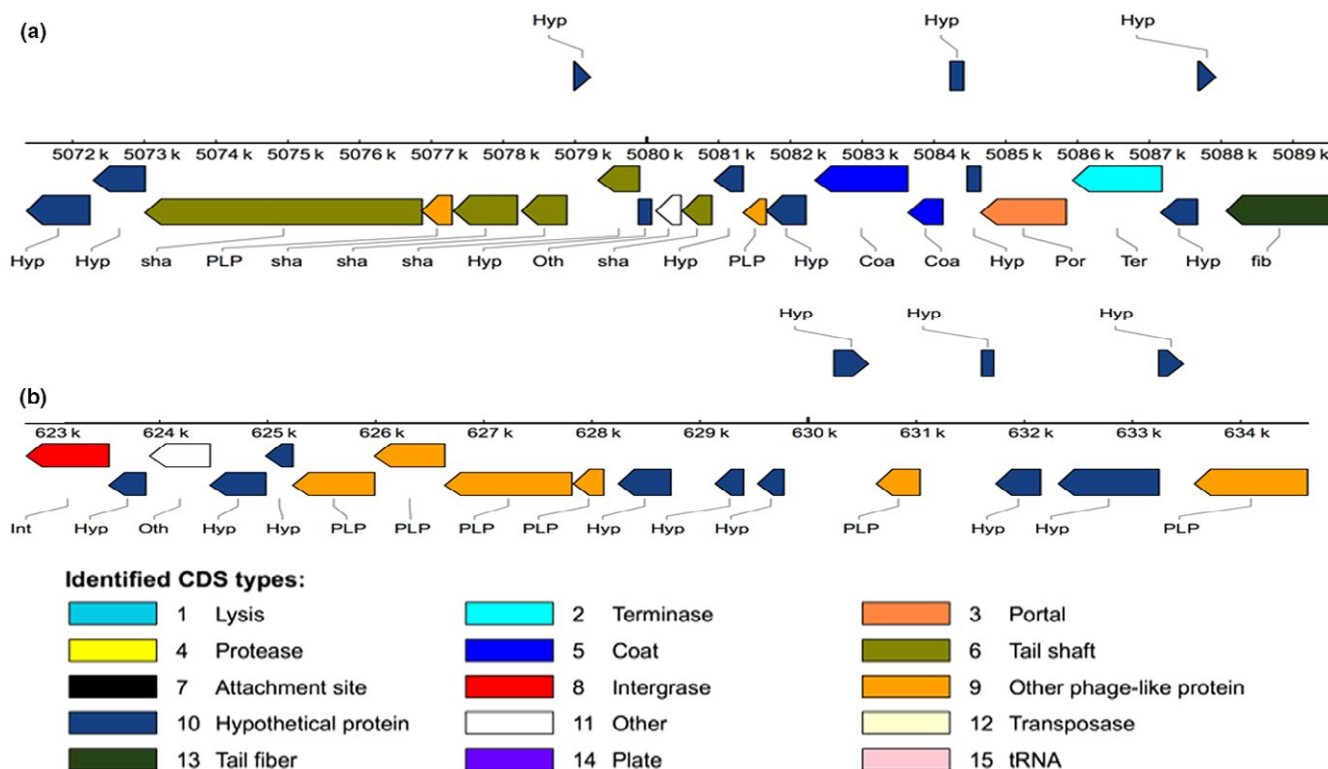 Hyp Hyp Hyp
(a)
5072 k 5073 k 5074 k 5075 k 5076 k 5077 k 5078 k 5079 k 5080 k 5081 k 5082 k 5083 k 5084 k 5085 k 5086 k 5087 k 5088 k 5089 k
Hyp Hyp sha PLP sha sha sha Hyp Oth sha Hyp PLP Hyp Coa Coa Hyp Por Ter Hyp fib
Hyp Hyp Hyp
(b)
623 k 624 k 625 k 626 k 627 k 628 k 629 k 630 k 631 k 632 k 633 k 634 k
Int Hyp Oth Hyp Hyp PLP PLP PLP PLP Hyp Hyp Hyp PLP Hyp Hyp PLP
Identified CDS types:
1 Lysis 2 Terminase 3 Portal
4 Protease 5 Coat 6 Tail shaft
7 Attachment site 8 Intergrase 9 Other phage-like protein
10 Hypothetical protein 11 Other 12 Transposase
13 Tail fiber 14 Plate 15 tRNA